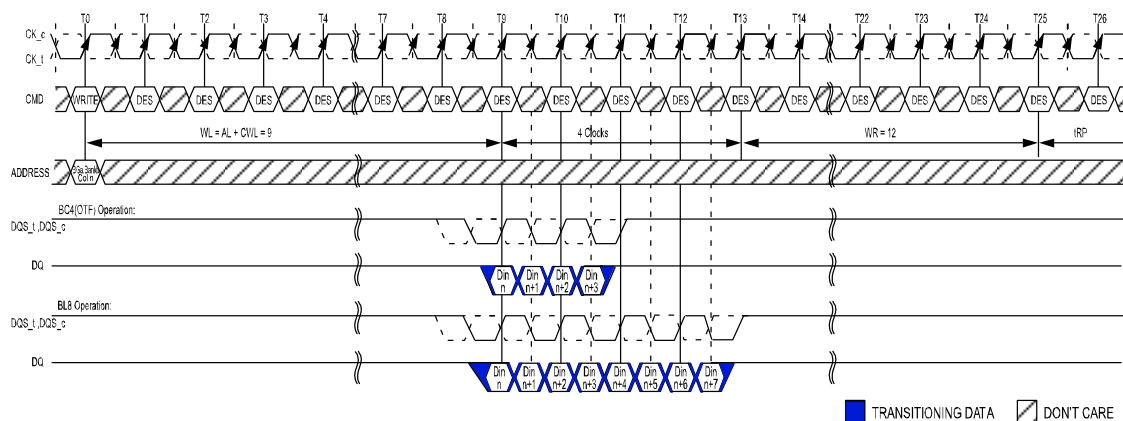 T0 T1 T2 T3 T4 T7 T8 T9 T10 T11 T12 T13 T14 T22 T23 T24 T25 T26
CK_c
CK_t
CMD WRITE DES DES DES DES DES DES DES DES DES DES DES DES DES DES DES DES DES
WL = AL + CWL = 9 4 Clocks WR = 12 tRP
ADDRESS BGa,Bank Col n
BC4(OTF) Operation:
DQS_t ,DQS_c
DQ Din n Din n+1 Din n+2 Din n+3
BL8 Operation:
DQS_t ,DQS_c
DQ Din n Din n+1 Din n+2 Din n+3 Din n+4 Din n+5 Din n+6 Din n+7
TRANSITIONING DATA DON'T CARE